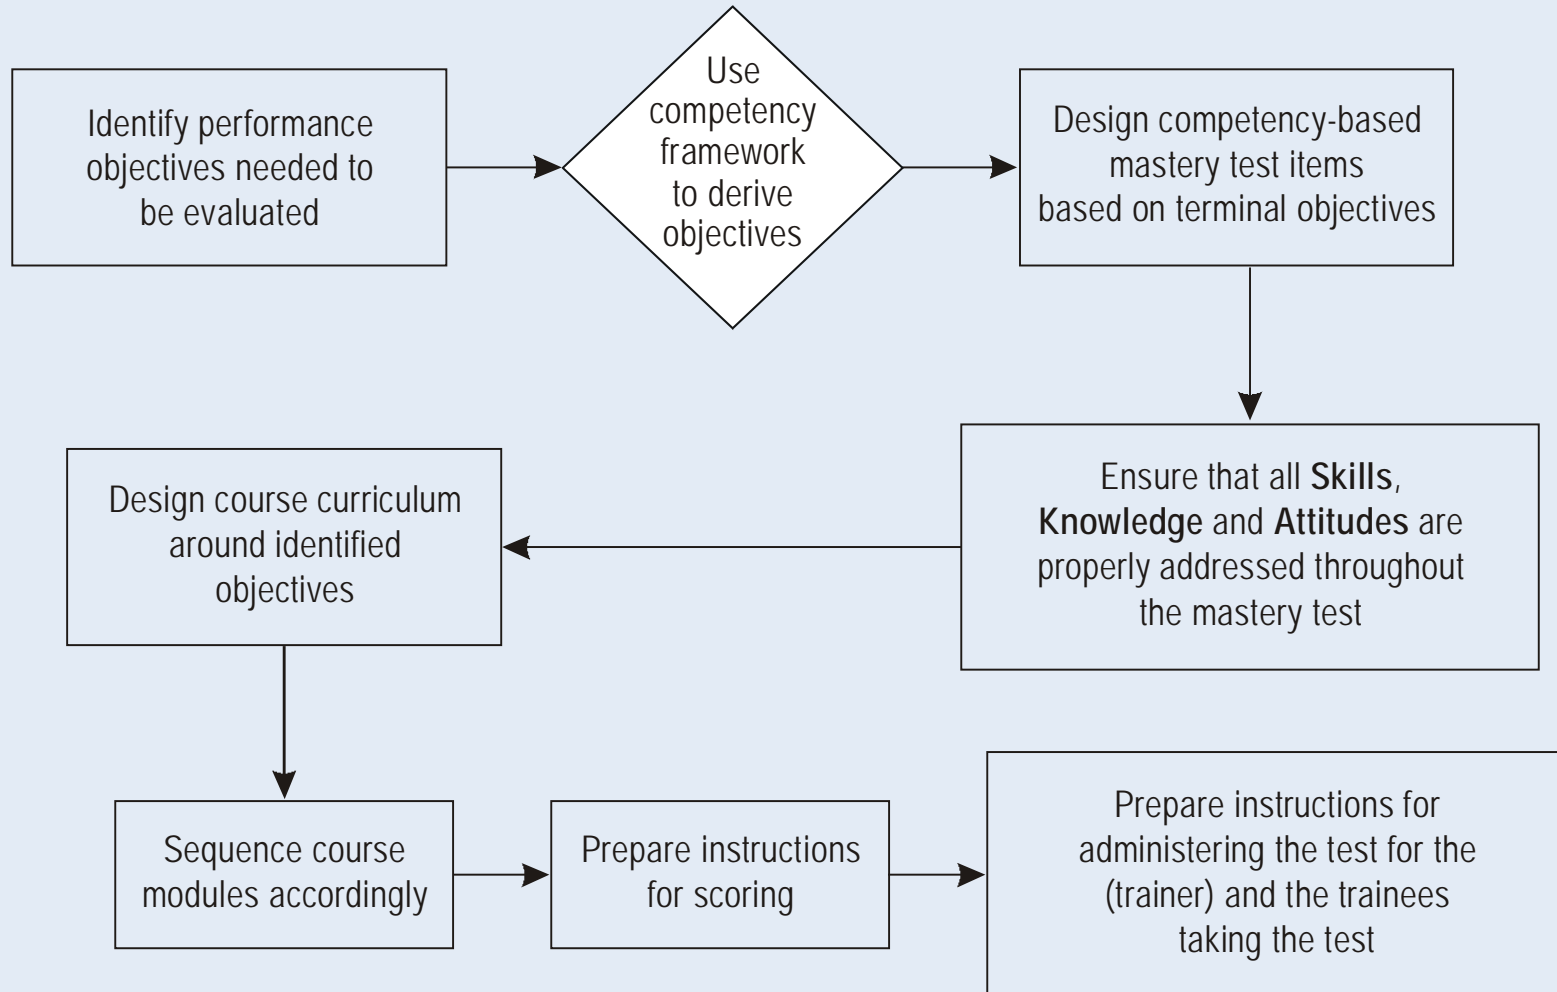 Identify performance
objectives needed to
be evaluated
Use
competency
framework
to derive
objectives
Design competency-based
mastery test items
based on terminal objectives
Ensure that all Skills,
Knowledge and Attitudes are
properly addressed throughout
the mastery test
Design course curriculum
around identified
objectives
Sequence course
modules accordingly
Prepare instructions
for scoring
Prepare instructions for
administering the test for the
(trainer) and the trainees
taking the test